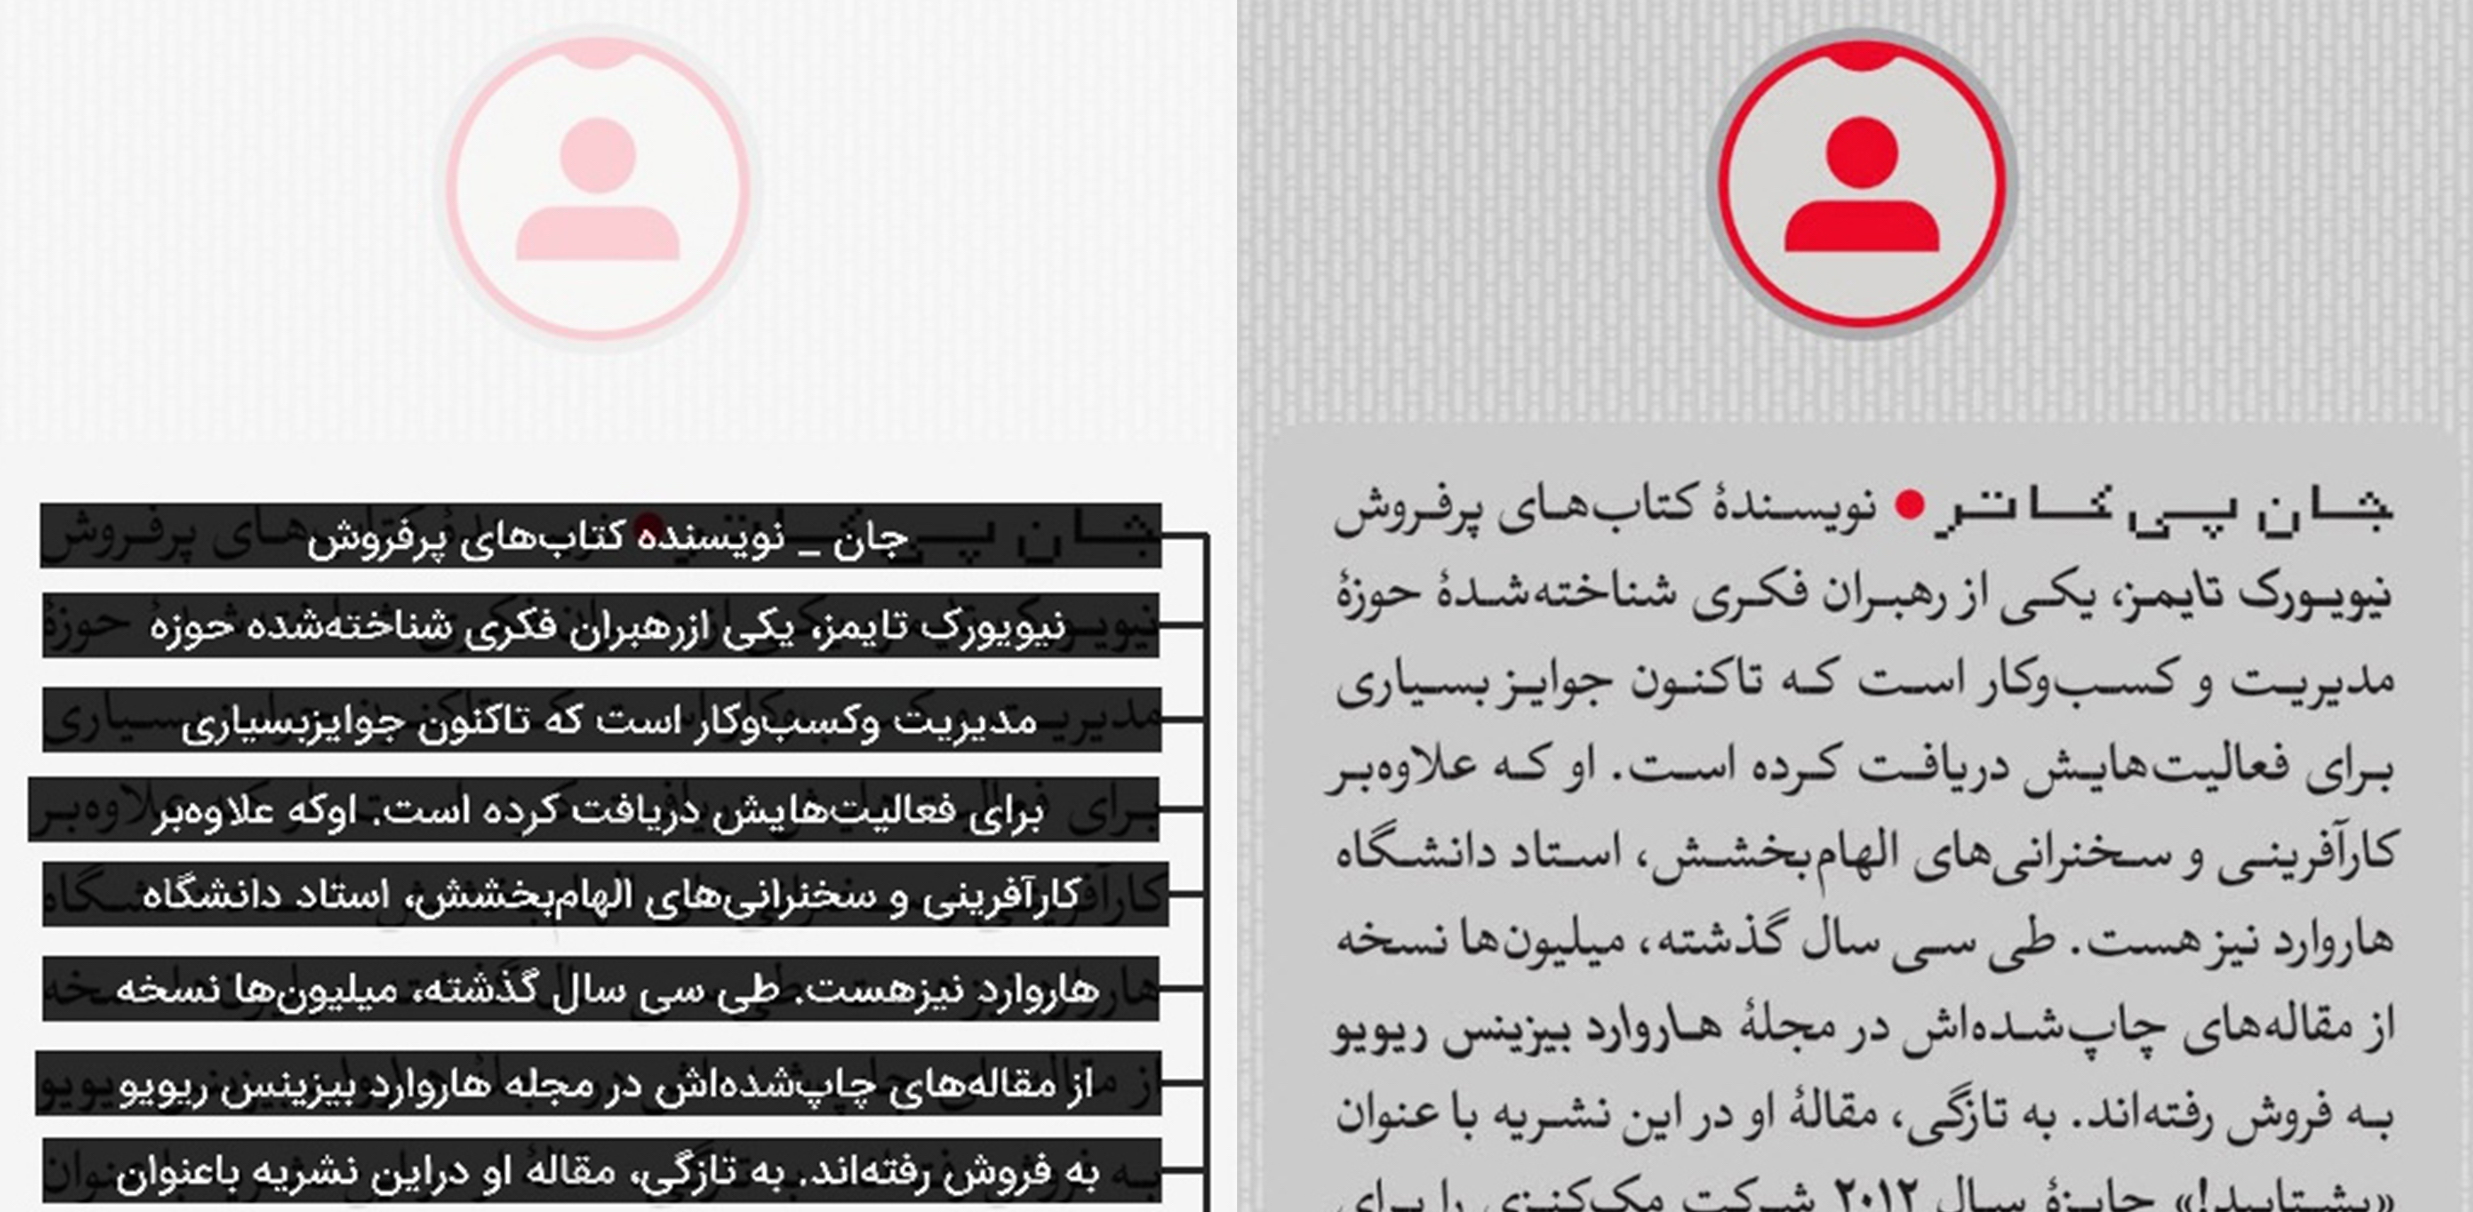 جان _ نویسنده کتاب‌های پرفروش
نیویورک تایمز، یکی ازرهبران فکری شناخته‌شده حوزه
مدیریت وکسب‌وکار است که تاکنون جوایزبسیاری
برای فعالیت‌هایش دریافت کرده است. اوکه علاوه‌بر
کارآفرینی و سخنرانی‌های الهام‌بخشش، استاد دانشگاه
هاروارد نیزهست. طی سی سال گذشته، میلیون‌ها نسخه
از مقاله‌های چاپ‌شده‌اش در مجله هاروارد بیزینس ریویو
به فروش رفته‌اند. به تازگی، مقالهٔ او دراین نشریه باعنوان
جان پی کاتر ● نویسندهٔ کتاب‌های پرفروش
نیویورک تایمز، یکی از رهبران فکری شناخته‌شدهٔ حوزهٔ
مدیریت و کسب‌وکار است که تاکنون جوایز بسیاری
برای فعالیت‌هایش دریافت کرده است. او که علاوه‌بر
کارآفرینی و سخنرانی‌های الهام‌بخشش، استاد دانشگاه
هاروارد نیز هست. طی سی سال گذشته، میلیون‌ها نسخه
از مقاله‌های چاپ‌شده‌اش در مجلهٔ هاروارد بیزینس ریویو
به فروش رفته‌اند. به تازگی، مقالهٔ او در این نشریه با عنوان
«بشتابید!» جایزهٔ سال ۲۰۱۲ شرکت مک‌کنزی را برای